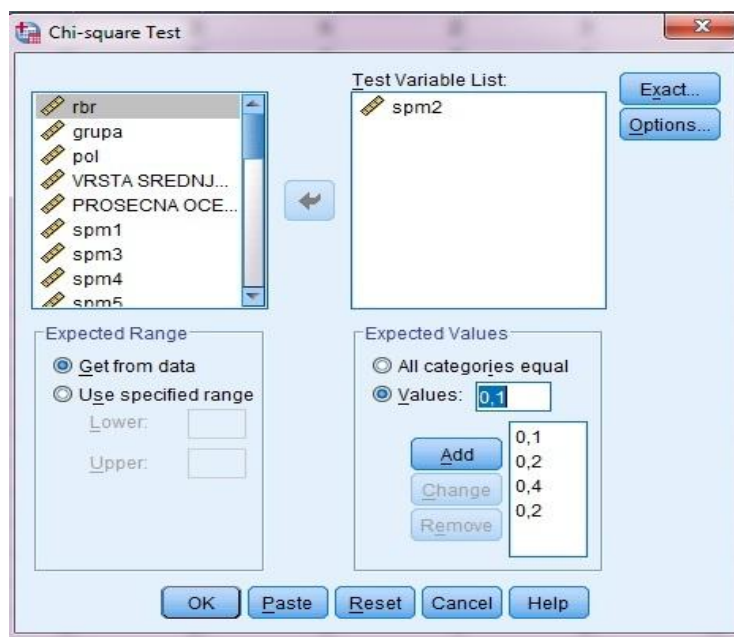 Chi-square Test
rbr
grupa
pol
VRSTA SREDNJ...
PROSECNA OCE...
spm1
spm3
spm4
spm5
Test Variable List:
spm2
Exact...
Options...
Expected Range
Get from data
Use specified range
Lower:
Upper:
Expected Values
All categories equal
Values: 0,1
Add
Change
Remove
0,1
0,2
0,4
0,2
OK Paste Reset Cancel Help